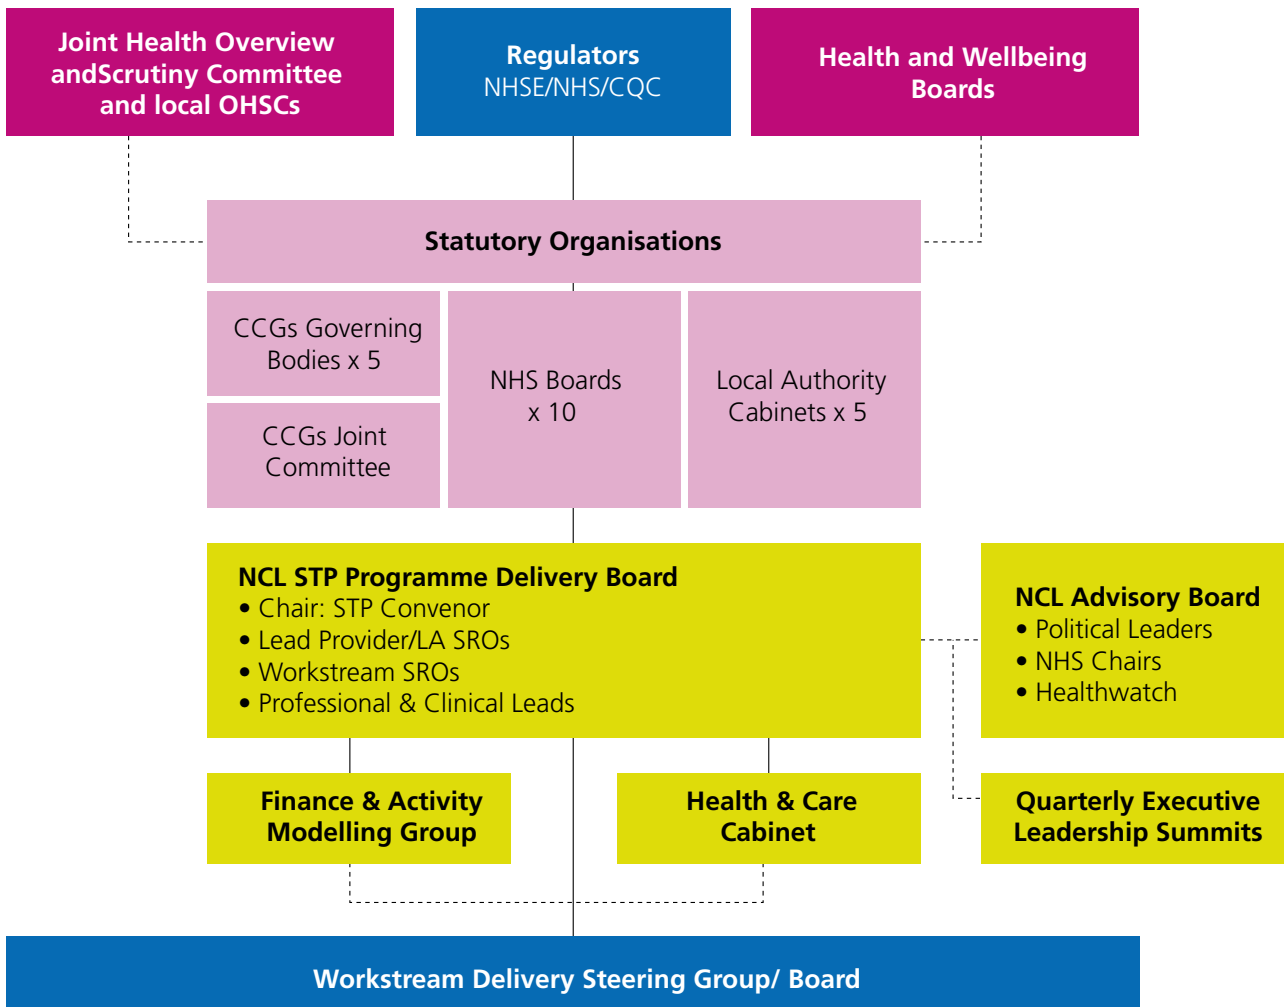 Joint Health Overview
andScrutiny Committee
and local OHSCs
Regulators
NHSE/NHS/CQC
Health and Wellbeing
Boards
Statutory Organisations
CCGs Governing
Bodies x 5
CCGs Joint
Committee
NHS Boards
x 10
Local Authority
Cabinets x 5
NCL STP Programme Delivery Board
• Chair: STP Convenor
• Lead Provider/LA SROs
• Workstream SROs
• Professional & Clinical Leads
NCL Advisory Board
• Political Leaders
• NHS Chairs
• Healthwatch
Finance & Activity
Modelling Group
Health & Care
Cabinet
Quarterly Executive
Leadership Summits
Workstream Delivery Steering Group/ Board